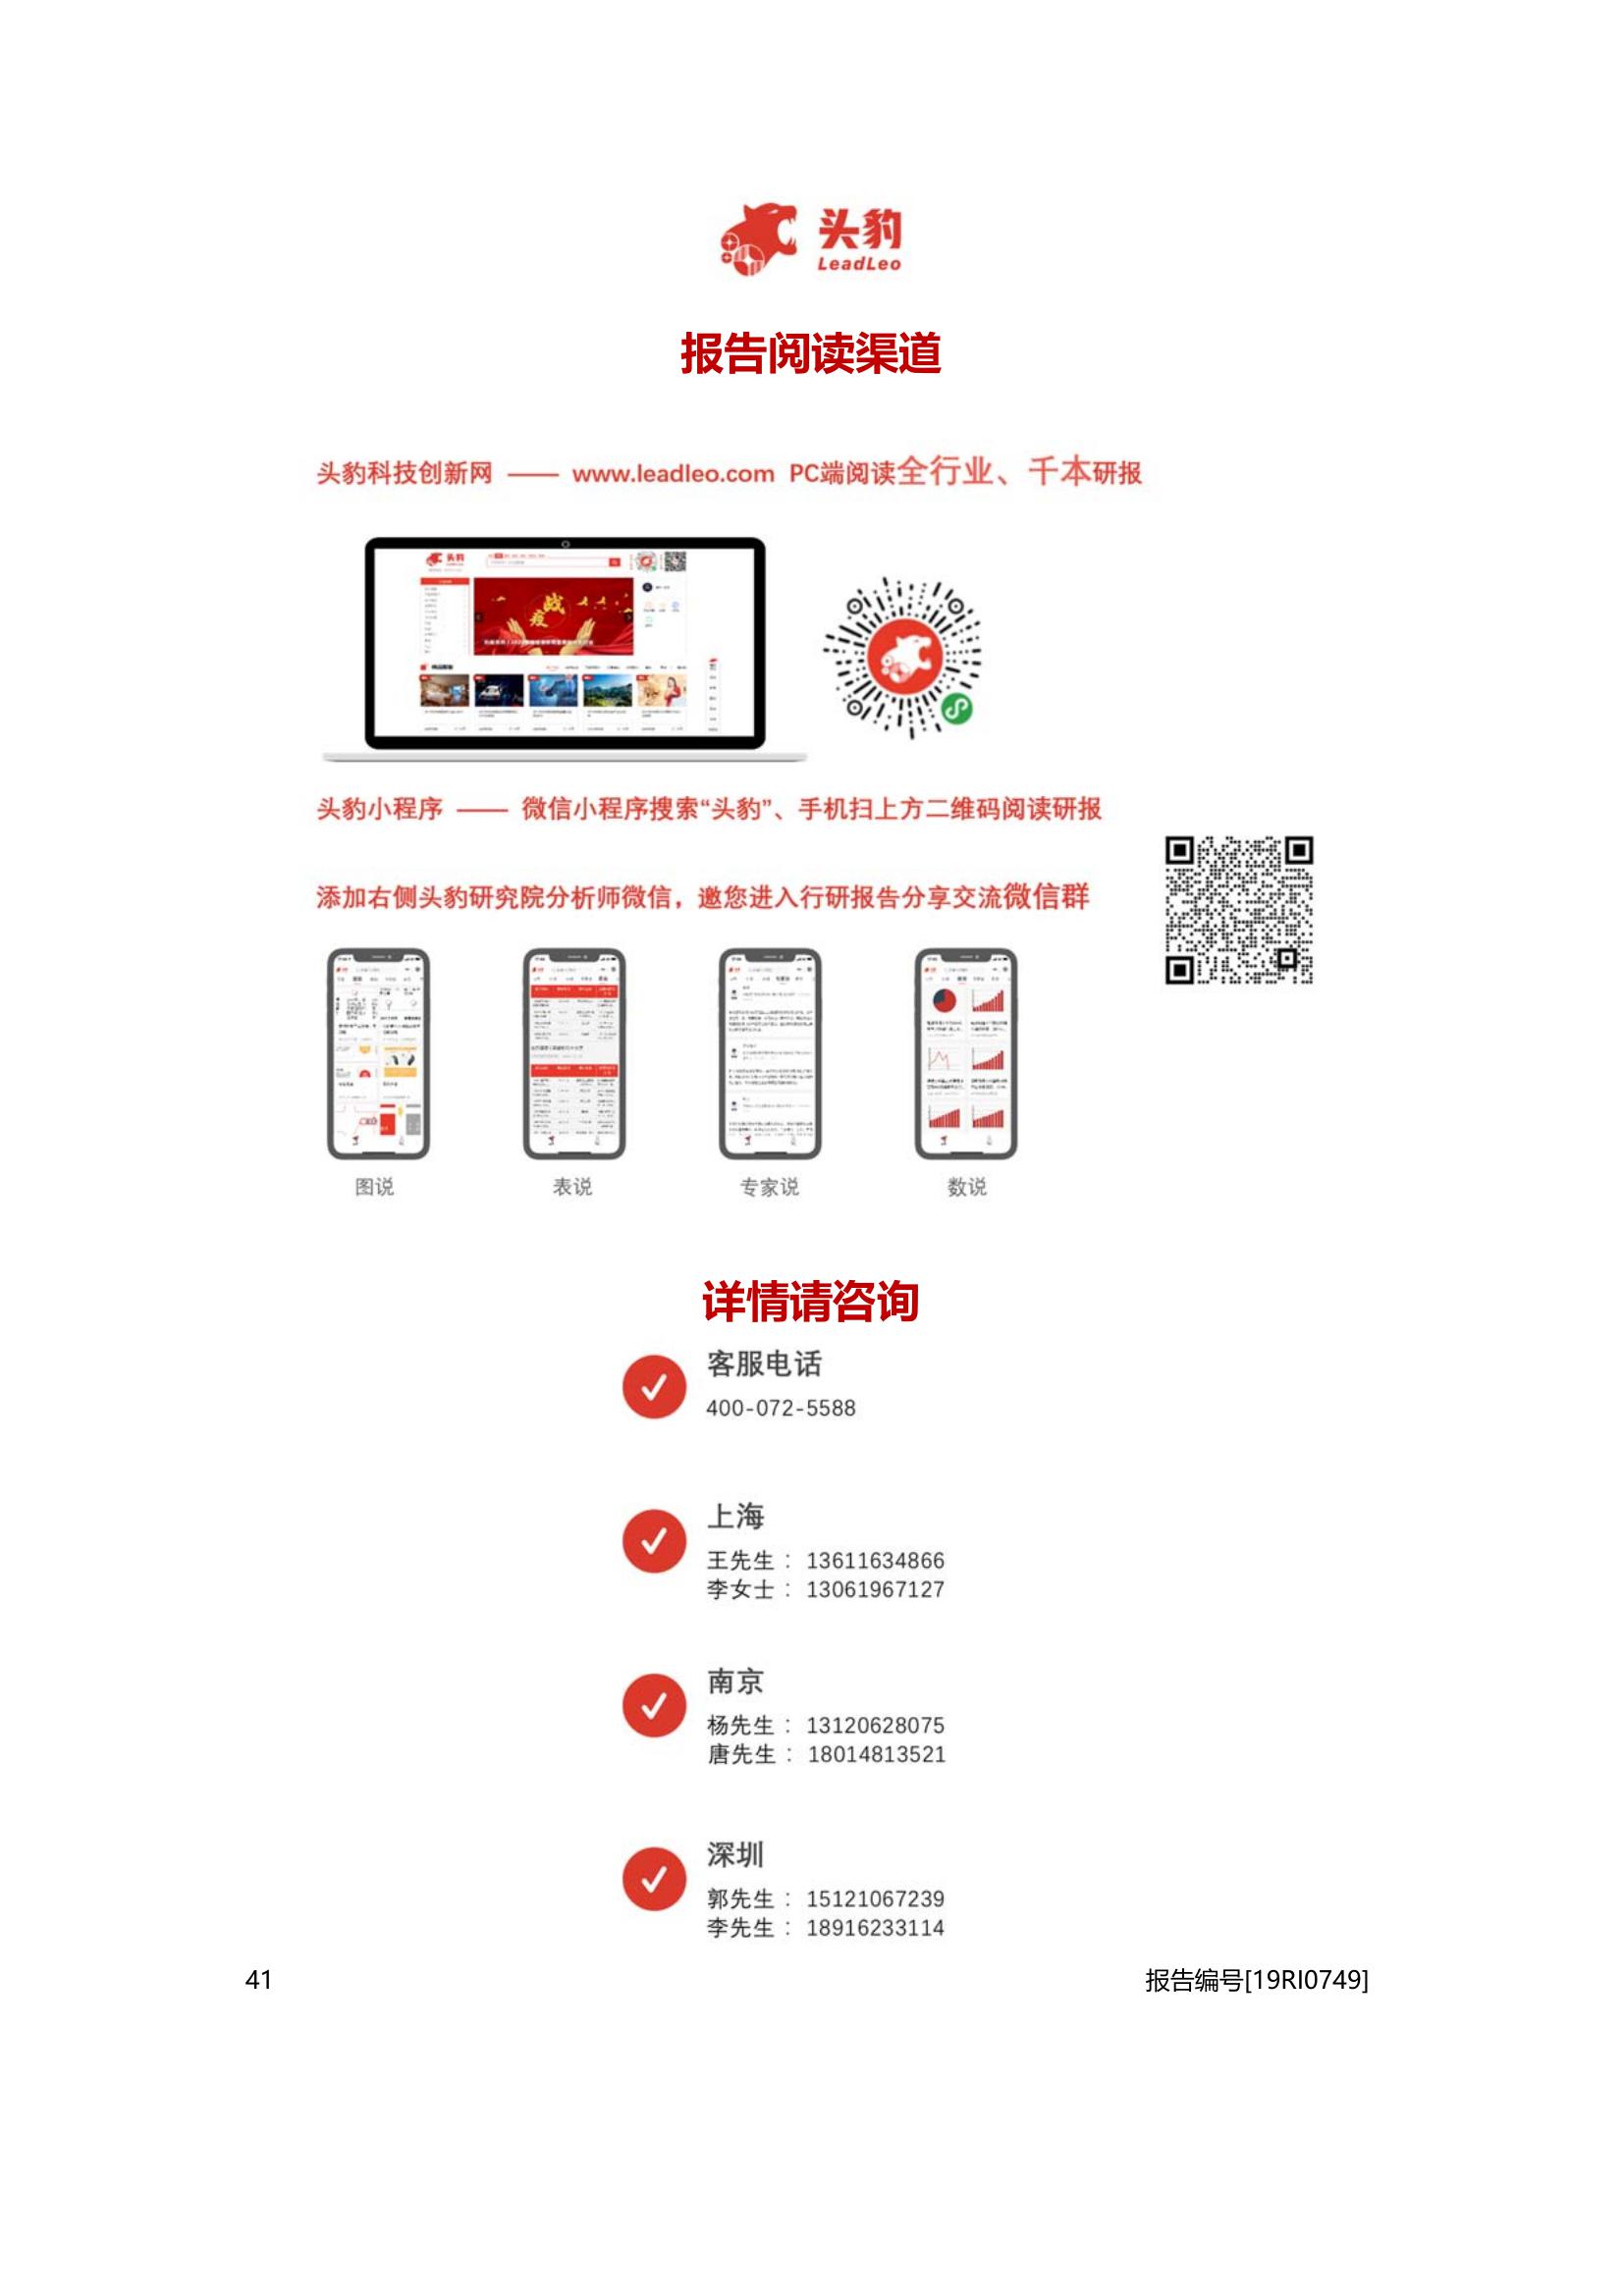 头豹
LeadLeo
报告阅读渠道
头豹科技创新网 —— www.leadleo.com PC端阅读全行业、千本研报
头豹
战
疫
头豹小程序 —— 微信小程序搜索“头豹”、手机扫上方二维码阅读研报
添加右侧头豹研究院分析师微信，邀您进入行研报告分享交流微信群
图说
表说
专家说
数说
详情请咨询
客服电话
400-072-5588
上海
王先生： 13611634866
李女士： 13061967127
南京
杨先生： 13120628075
唐先生： 18014813521
深圳
郭先生： 15121067239
李先生： 18916233114
41
报告编号[19RI0749]